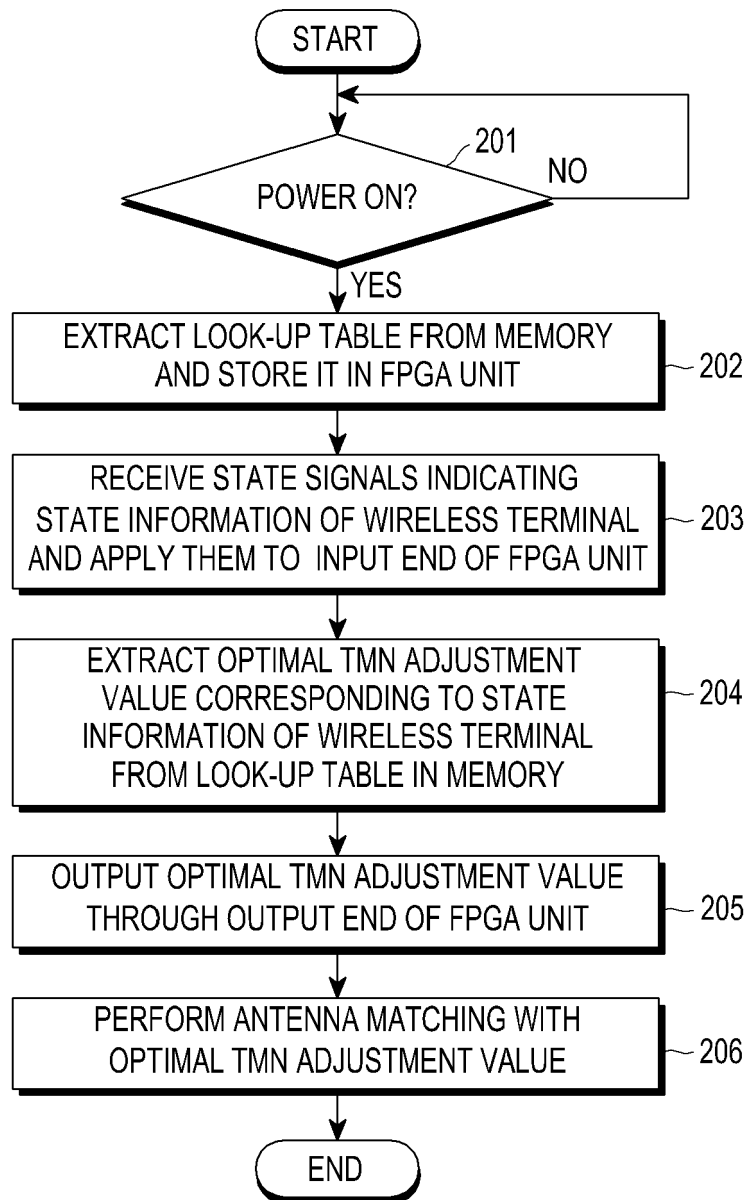 START
201
POWER ON?
NO
YES
EXTRACT LOOK-UP TABLE FROM MEMORY
AND STORE IT IN FPGA UNIT
202
RECEIVE STATE SIGNALS INDICATING
STATE INFORMATION OF WIRELESS TERMINAL
AND APPLY THEM TO INPUT END OF FPGA UNIT
203
EXTRACT OPTIMAL TMN ADJUSTMENT
VALUE CORRESPONDING TO STATE
INFORMATION OF WIRELESS TERMINAL
FROM LOOK-UP TABLE IN MEMORY
204
OUTPUT OPTIMAL TMN ADJUSTMENT VALUE
THROUGH OUTPUT END OF FPGA UNIT
205
PERFORM ANTENNA MATCHING WITH
OPTIMAL TMN ADJUSTMENT VALUE
206
END